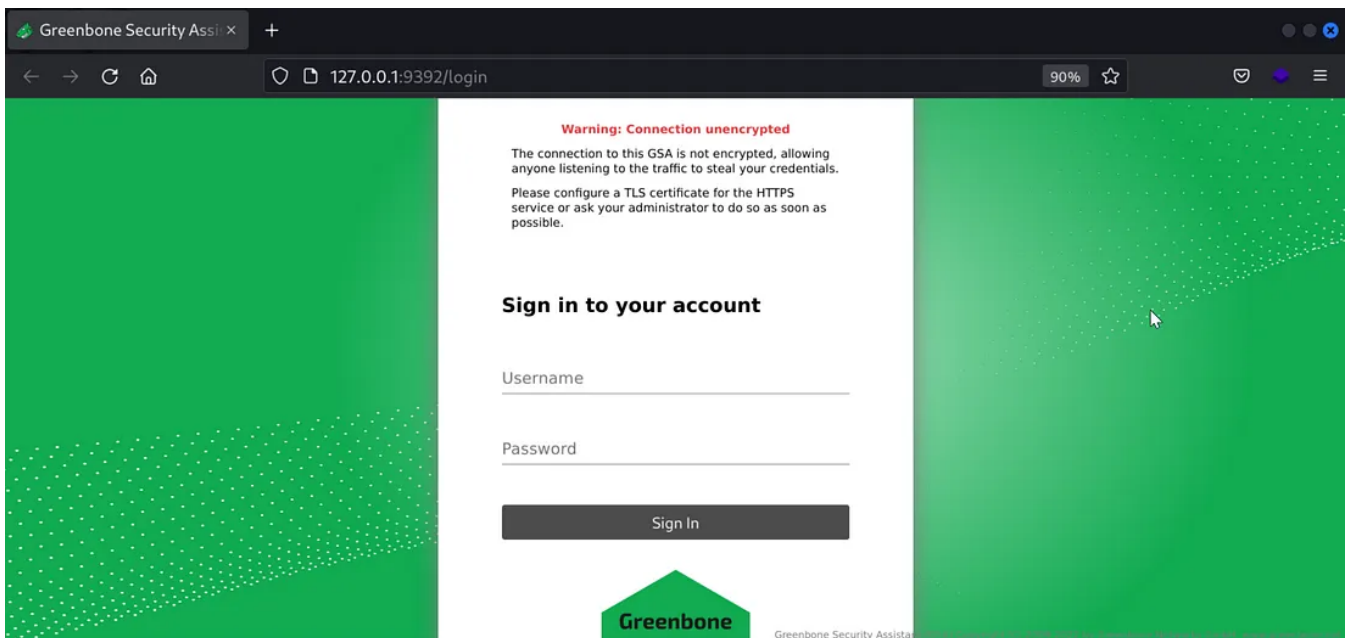 Greenbone Security Assi
127.0.0.1:9392/login
90%
Warning: Connection unencrypted
The connection to this GSA is not encrypted, allowing
anyone listening to the traffic to steal your credentials.
Please configure a TLS certificate for the HTTPS
service or ask your administrator to do so as soon as
possible.
Sign in to your account
Username
Password
Sign In
Greenbone
Greenbone Security Assista